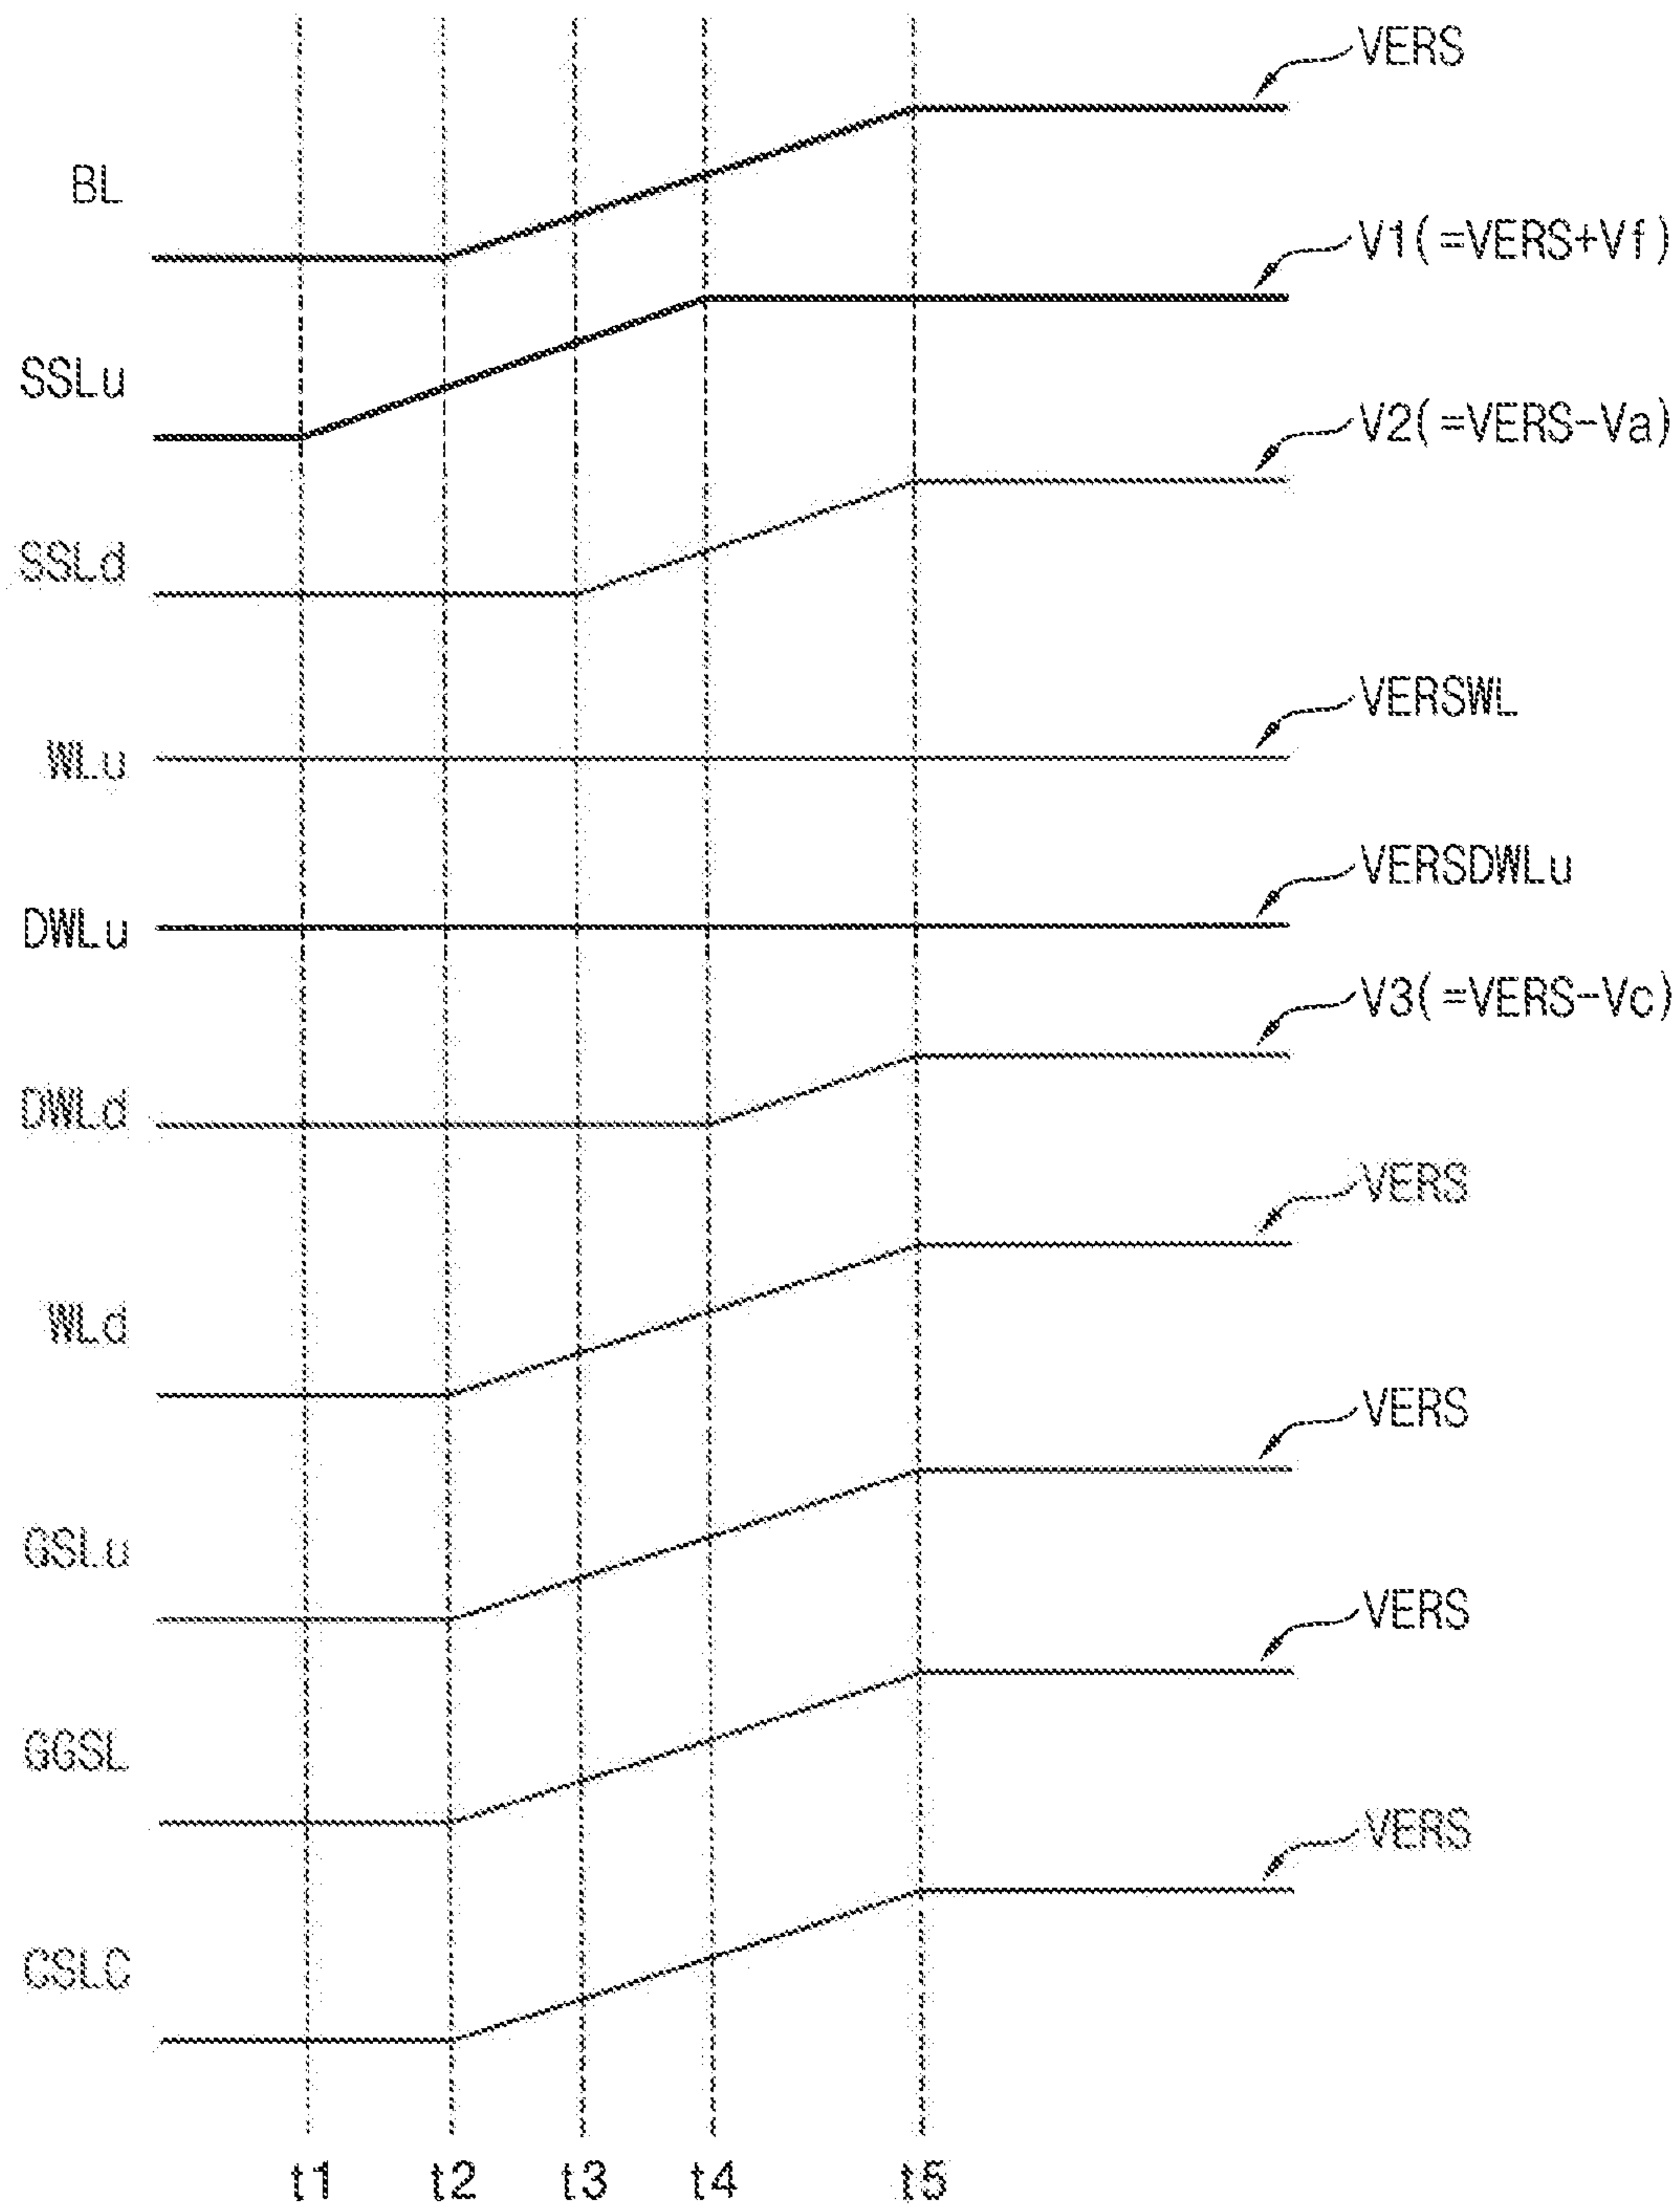 VERS
BL
V1(=VERS+Vf)
SSLu
V2(=VERS-Va)
SSLd
VERSWL
WLu
VERSDWLu
DWLu
V3(=VERS-Vc)
DWLd
VERS
WLd
VERS
GSLu
VERS
GGSL
VERS
CSLC
t1 t2 t3 t4 t5